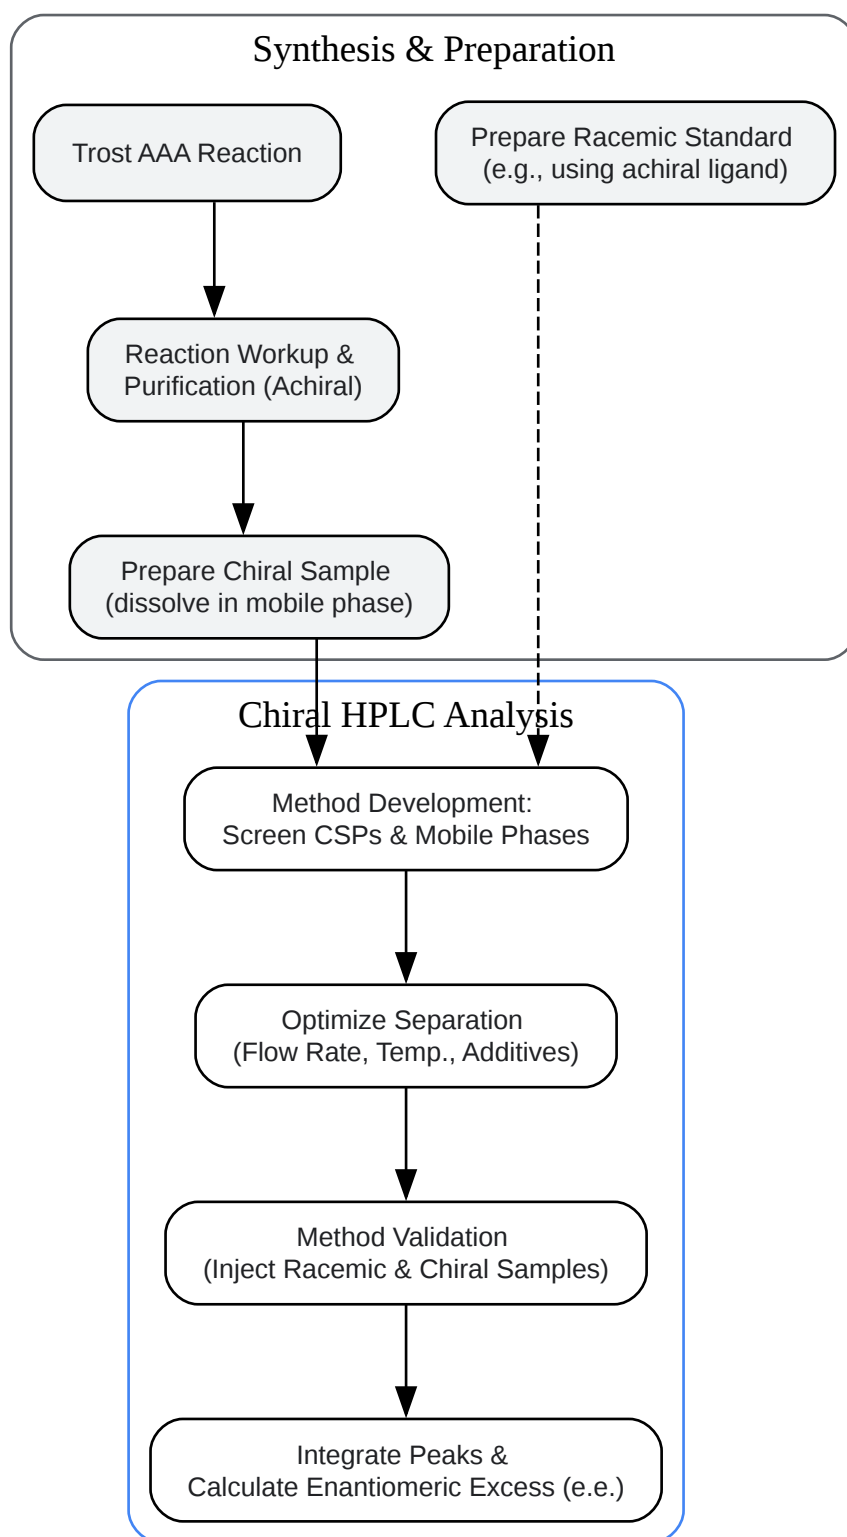 Synthesis & Preparation
Trost AAA Reaction
Prepare Racemic Standard
(e.g., using achiral ligand)
Reaction Workup &
Purification (Achiral)
Prepare Chiral Sample
(dissolve in mobile phase)
Chiral HPLC Analysis
Method Development:
Screen CSPs & Mobile Phases
Optimize Separation
(Flow Rate, Temp., Additives)
Method Validation
(Inject Racemic & Chiral Samples)
Integrate Peaks &
Calculate Enantiomeric Excess (e.e.)